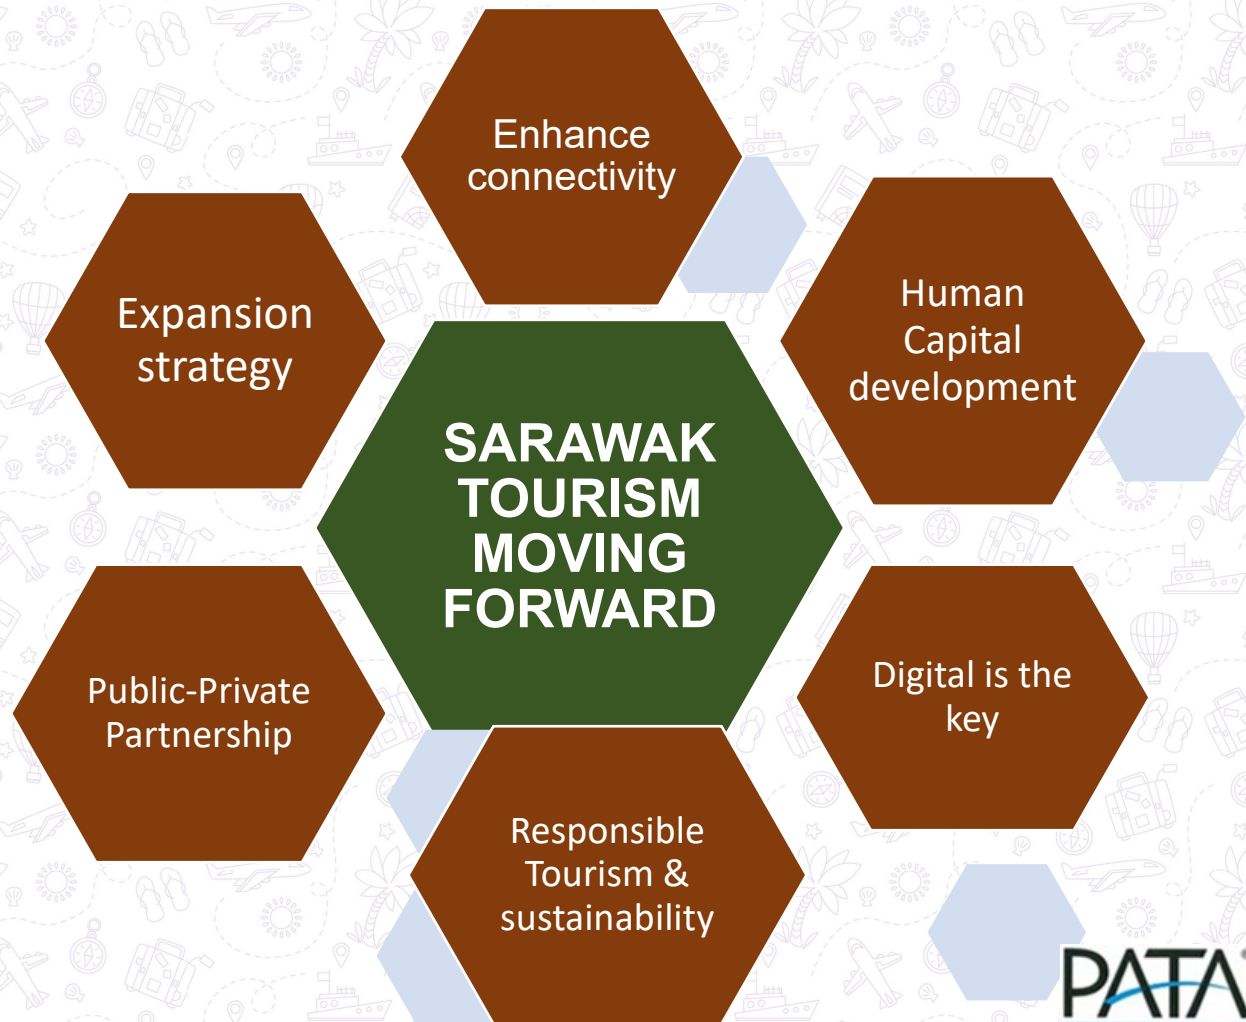 Enhance
connectivity
Expansion
strategy
Human
Capital
development
SARAWAK
TOURISM
MOVING
FORWARD
Public-Private
Partnership
Digital is the
key
Responsible
Tourism &
sustainability
PATA